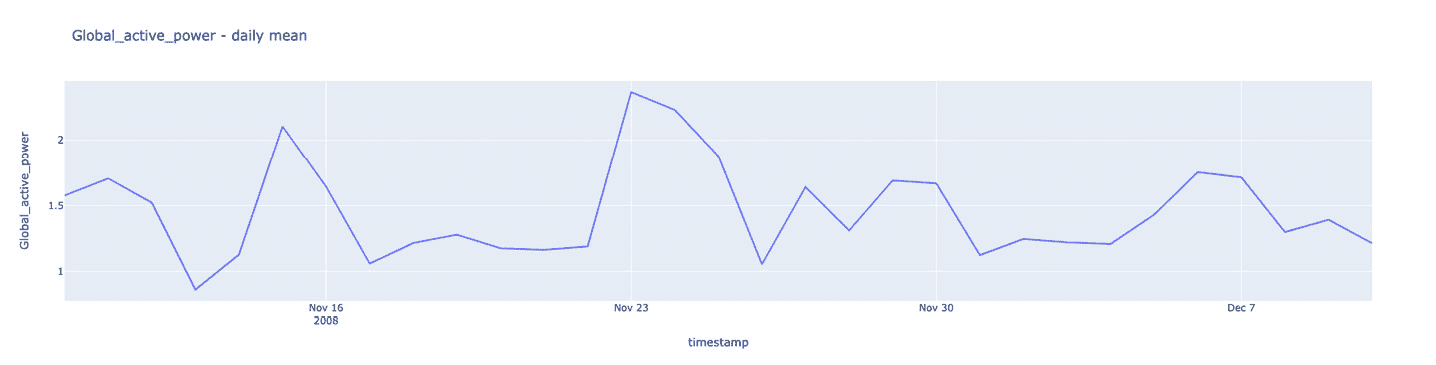 Global_active_power - daily mean
Global_active_power
2
1.5
1
Nov 16
2008
Nov 23
Nov 30
Dec 7
timestamp